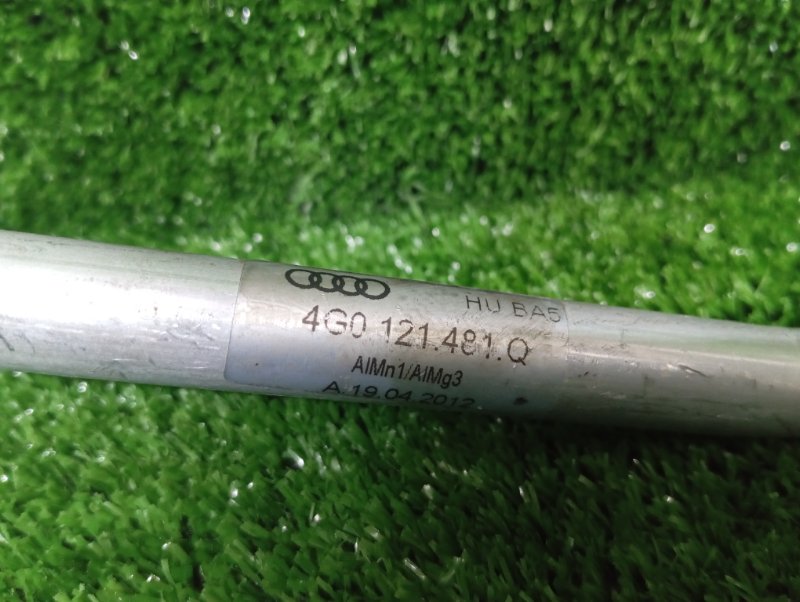 HU BA5
4G0 121.481.Q
AlMn1/AlMg3
A.19.04.2012